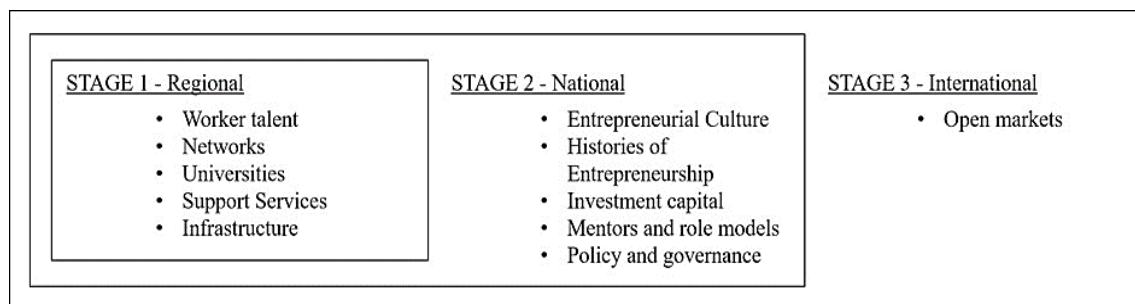 STAGE 1 - Regional
• Worker talent
• Networks
• Universities
• Support Services
• Infrastructure
STAGE 2 - National
• Entrepreneurial Culture
• Histories of
Entrepreneurship
• Investment capital
• Mentors and role models
• Policy and governance
STAGE 3 - International
• Open markets